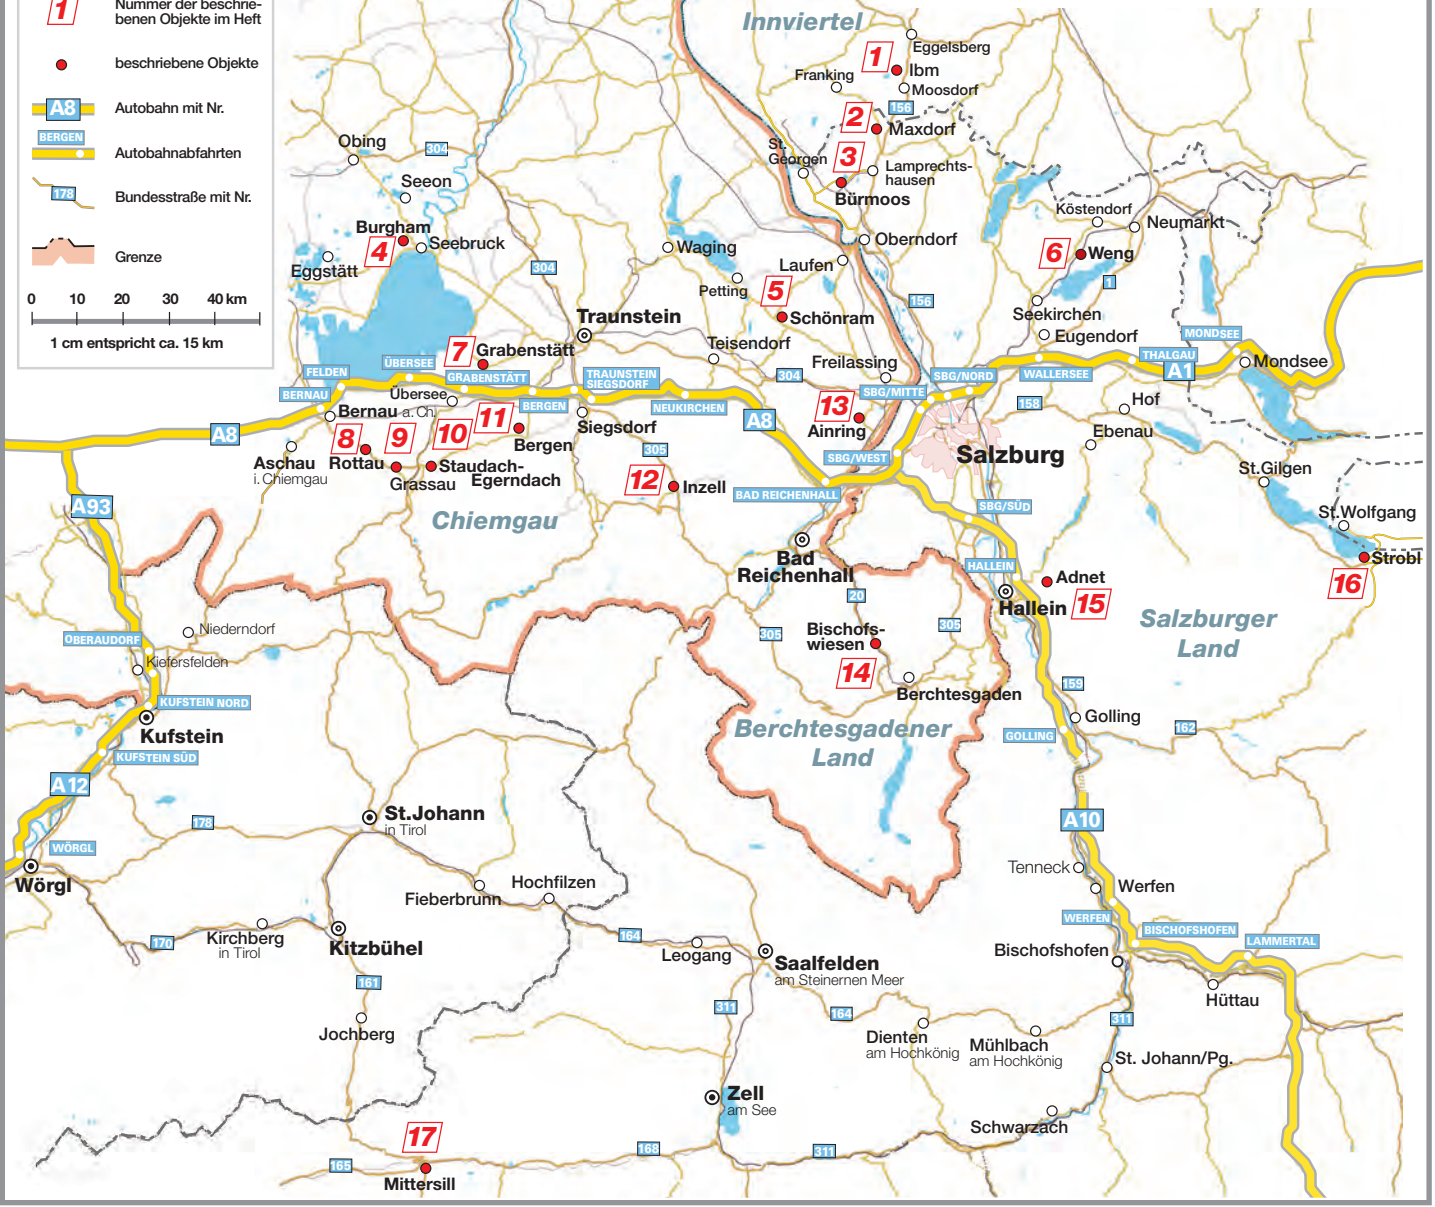 1
Nummer der beschrie-
benen Objekte im Heft
beschriebene Objekte
A8
Autobahn mit Nr.
BERGEN
Autobahnabfahrten
178
Bundesstraße mit Nr.
Grenze
0 10 20 30 40 km
1 cm entspricht ca. 15 km
Innviertel
Eggelsberg
1
Ibm
Franking
Moosdorf
156
2
Maxdorf
St.
Georgen
3
Lamprechts-
hausen
Bürmoos
Obing
304
Seeon
Burgham
4
Seebruck
Eggstätt
304
Waging
Petting
Oberndorf
Laufen
5
Schönram
156
Köstendorf
Neumarkt
6
Weng
1
Seekirchen
Eugendorf
Traunstein
Teisendorf
Freilassing
304
7
Grabenstätt
MONDSEE
THALGAU
A1
Mondsee
WALLERSEE
SBG/NORD
SBG/MITTE
FELDEN
ÜBERSEE
GRABENSTÄTT
TRAUNSTEIN
SIEGSDORF
BERNAU
Übersee
BERGEN
NEUKIRCHEN
Bernau a. Ch.
A8
A8
Siegsdorf
13
Ainring
158
Hof
Ebenau
8
Rottau
9
Grassau
10
Staudach-
Egerndach
11
Bergen
305
12
Inzell
SBG/WEST
Salzburg
BAD REICHENHALL
Aschau
i. Chiemgau
A93
Chiemgau
SBG/SÜD
St.Gilgen
St.Wolfgang
Strobl
16
Bad
Reichenhall
HALLEIN
Adnet
Hallein
15
20
305
305
Bischofs-
wiesen
14
Berchtesgaden
Salzburger
Land
Niederndorf
OBERAUDORF
Kiefersfelden
KUFSTEIN NORD
Kufstein
KUFSTEIN SÜD
A12
Berchtesgadener
Land
159
Golling
GOLLING
162
St.Johann
in Tirol
178
WÖRGL
Wörgl
A10
Tenneck
Werfen
WERFEN
Fieberbrunn
Hochfilzen
Kirchberg
in Tirol
170
Kitzbühel
164
Leogang
Saalfelden
am Steinernen Meer
BISCHOFSHOFEN
LAMMERTAL
Bischofshofen
Hüttau
161
Jochberg
311
164
Dienten
am Hochkönig
Mühlbach
am Hochkönig
311
St. Johann/Pg.
Zell
am See
Schwarzach
17
165
168
311
Mittersill